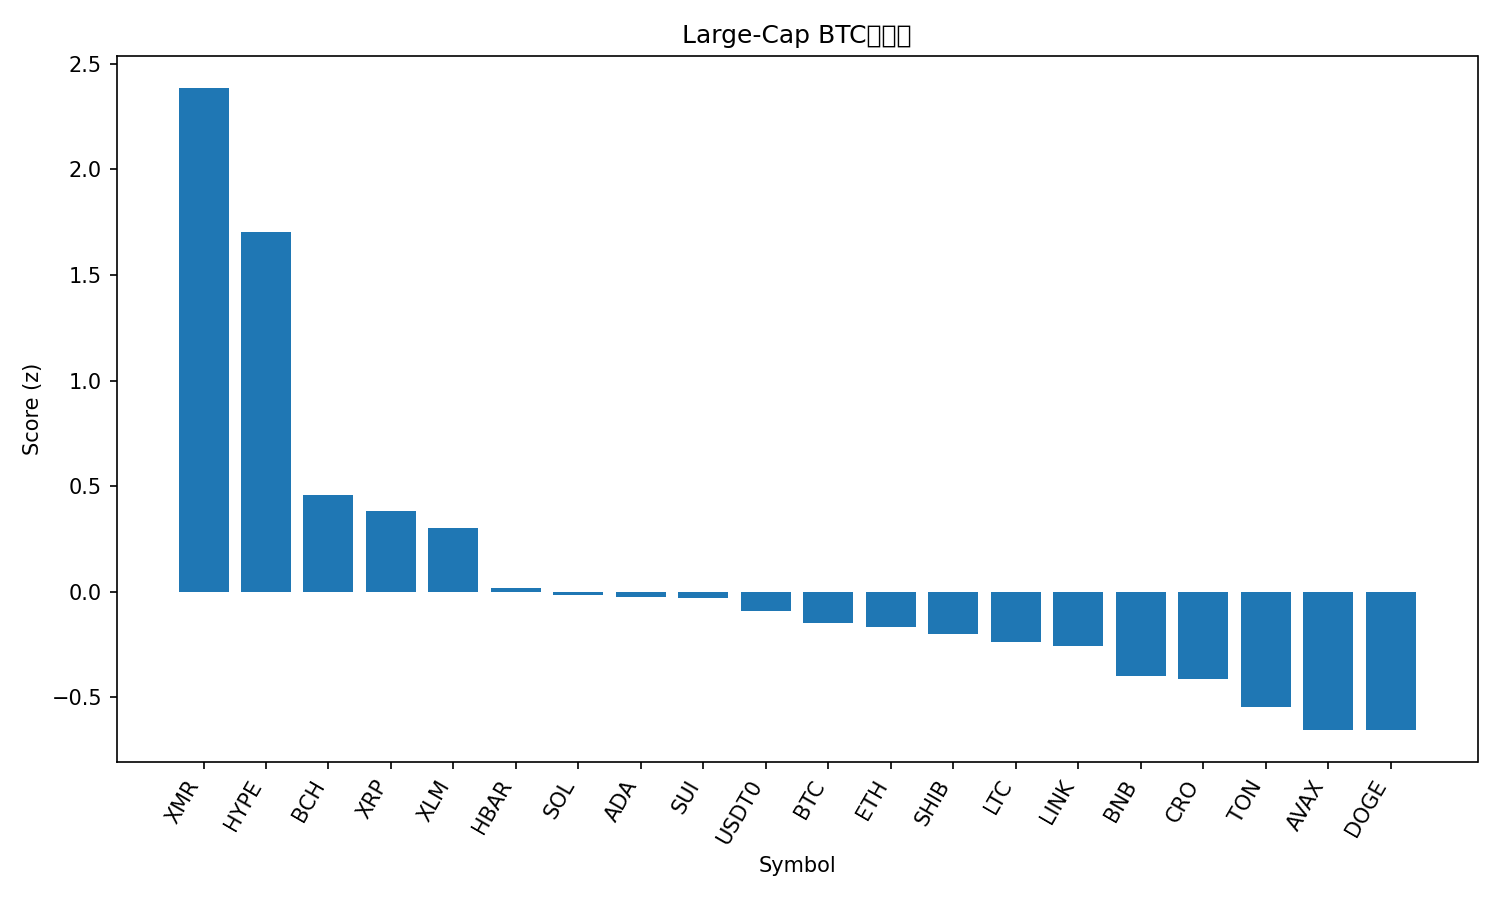 Large-Cap BTC
2.5
2.0
1.5
1.0
0.5
0.0
−0.5
Score (z)
XMR
HYPE
BCH
XRP
XLM
HBAR
SOL
ADA
SUI
USDT0
BTC
ETH
SHIB
LTC
LINK
BNB
CRO
TON
AVAX
DOGE
Symbol